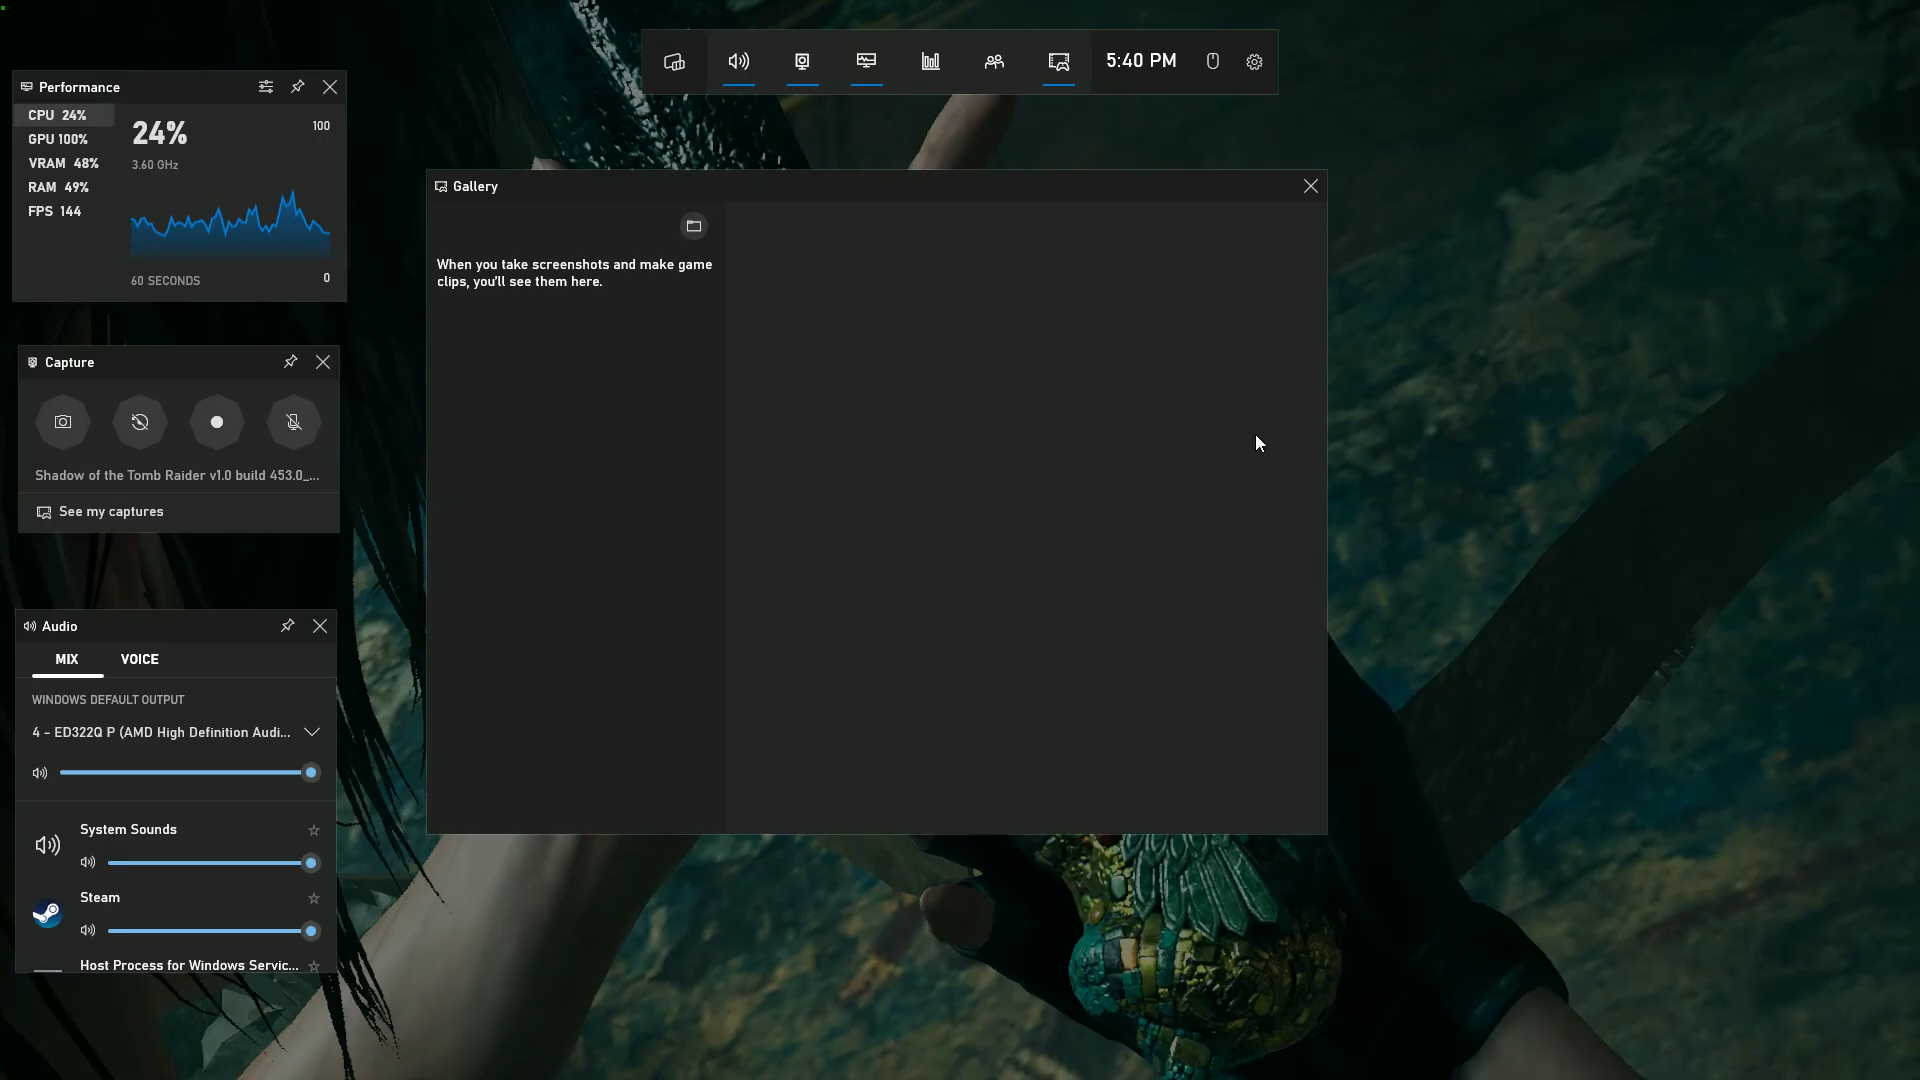 5:40 PM
Performance
CPU 24%
GPU 100%
VRAM 48%
RAM 49%
FPS 144
24%
3.60 GHz
100
60 SECONDS
0
Gallery
When you take screenshots and make game
clips, you'll see them here.
Capture
Shadow of the Tomb Raider v1.0 build 453.0_...
See my captures
Audio
MIX VOICE
WINDOWS DEFAULT OUTPUT
4 - ED322Q P (AMD High Definition Audi...
System Sounds
Steam
Host Process for Windows Servic...